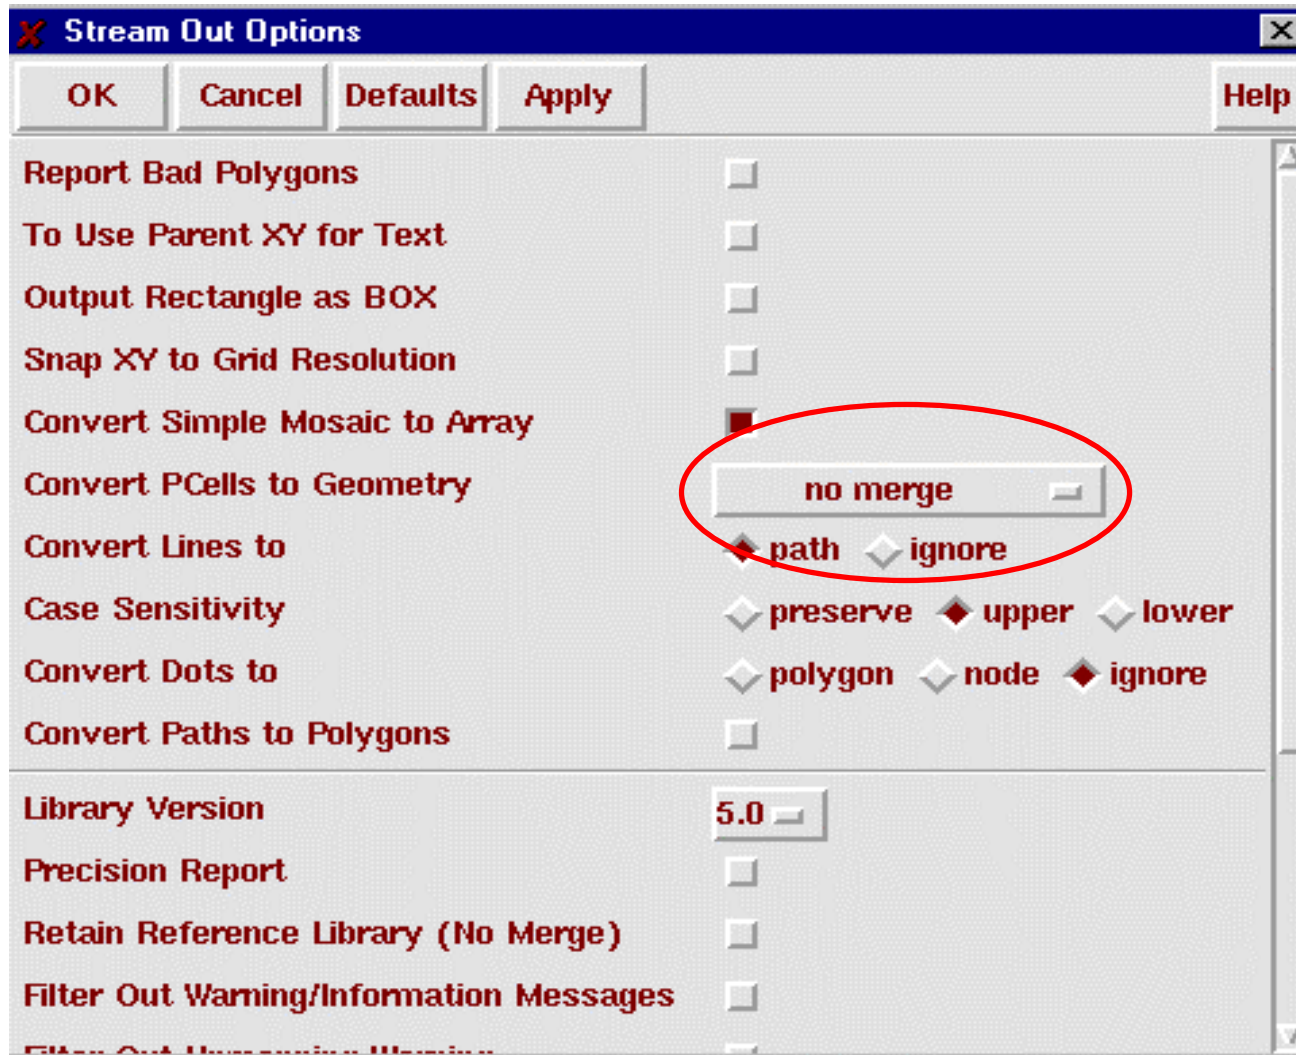 Stream Out Options
OK Cancel Defaults Apply Help
Report Bad Polygons
To Use Parent XY for Text
Output Rectangle as BOX
Snap XY to Grid Resolution
Convert Simple Mosaic to Array
Convert PCells to Geometry no merge
Convert Lines to path ignore
Case Sensitivity preserve upper lower
Convert Dots to polygon node ignore
Convert Paths to Polygons
Library Version 5.0
Precision Report
Retain Reference Library (No Merge)
Filter Out Warning/Information Messages
Filter Out